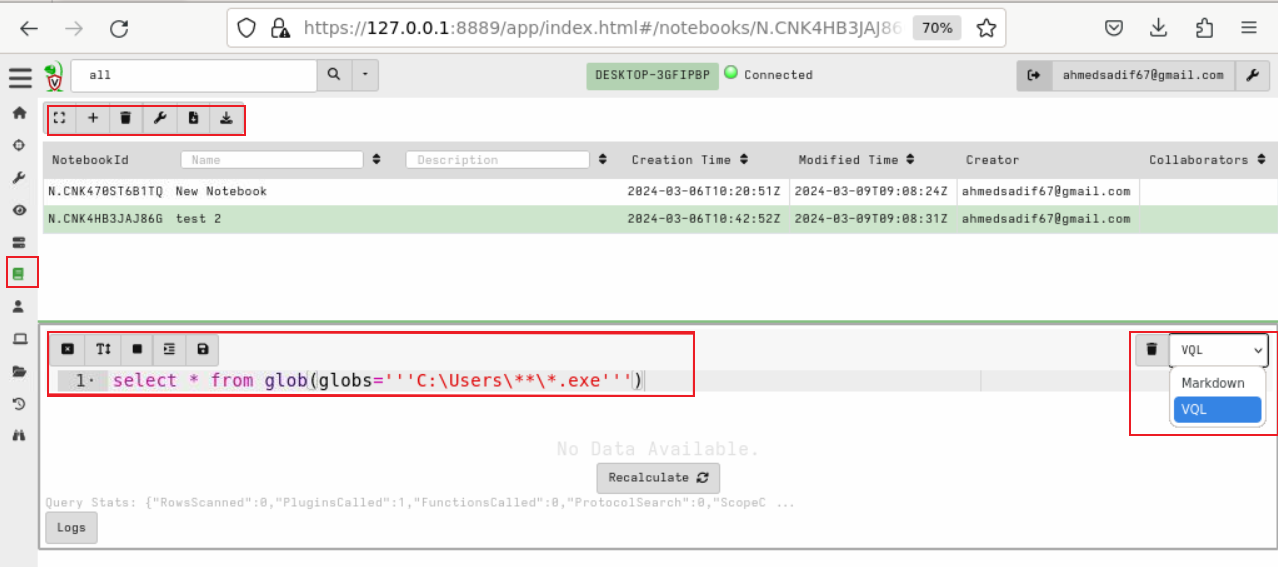 https://127.0.0.1:8889/app/index.html#/notebooks/N.CNK4HB3JAJ86 70%
all DESKTOP-3GFIPBP Connected ahmedsadif67@gmail.com
NotebookId Name Description Creation Time Modified Time Creator Collaborators
N.CNK470ST6B1TQ New Notebook 2024-03-06T10:20:51Z 2024-03-09T09:08:24Z ahmedsadif67@gmail.com
N.CNK4HB3JAJ86G test 2 2024-03-06T10:42:52Z 2024-03-09T09:08:31Z ahmedsadif67@gmail.com
VQL
1 select * from glob(globs='''C:\Users\**\*.exe''')
Markdown
VQL
No Data Available.
Recalculate
Query Stats: {"RowsScanned":0,"PluginsCalled":1,"FunctionsCalled":0,"ProtocolSearch":0,"ScopeC ...
Logs